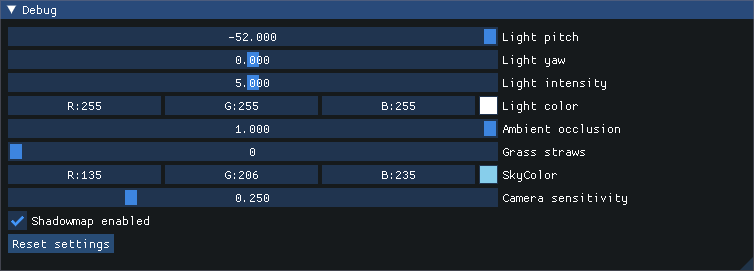 Debug
-52.000 Light pitch
0.000 Light yaw
5.000 Light intensity
R:255 G:255 B:255 Light color
1.000 Ambient occlusion
0 Grass straws
R:135 G:206 B:235 SkyColor
0.250 Camera sensitivity
Shadowmap enabled
Reset settings